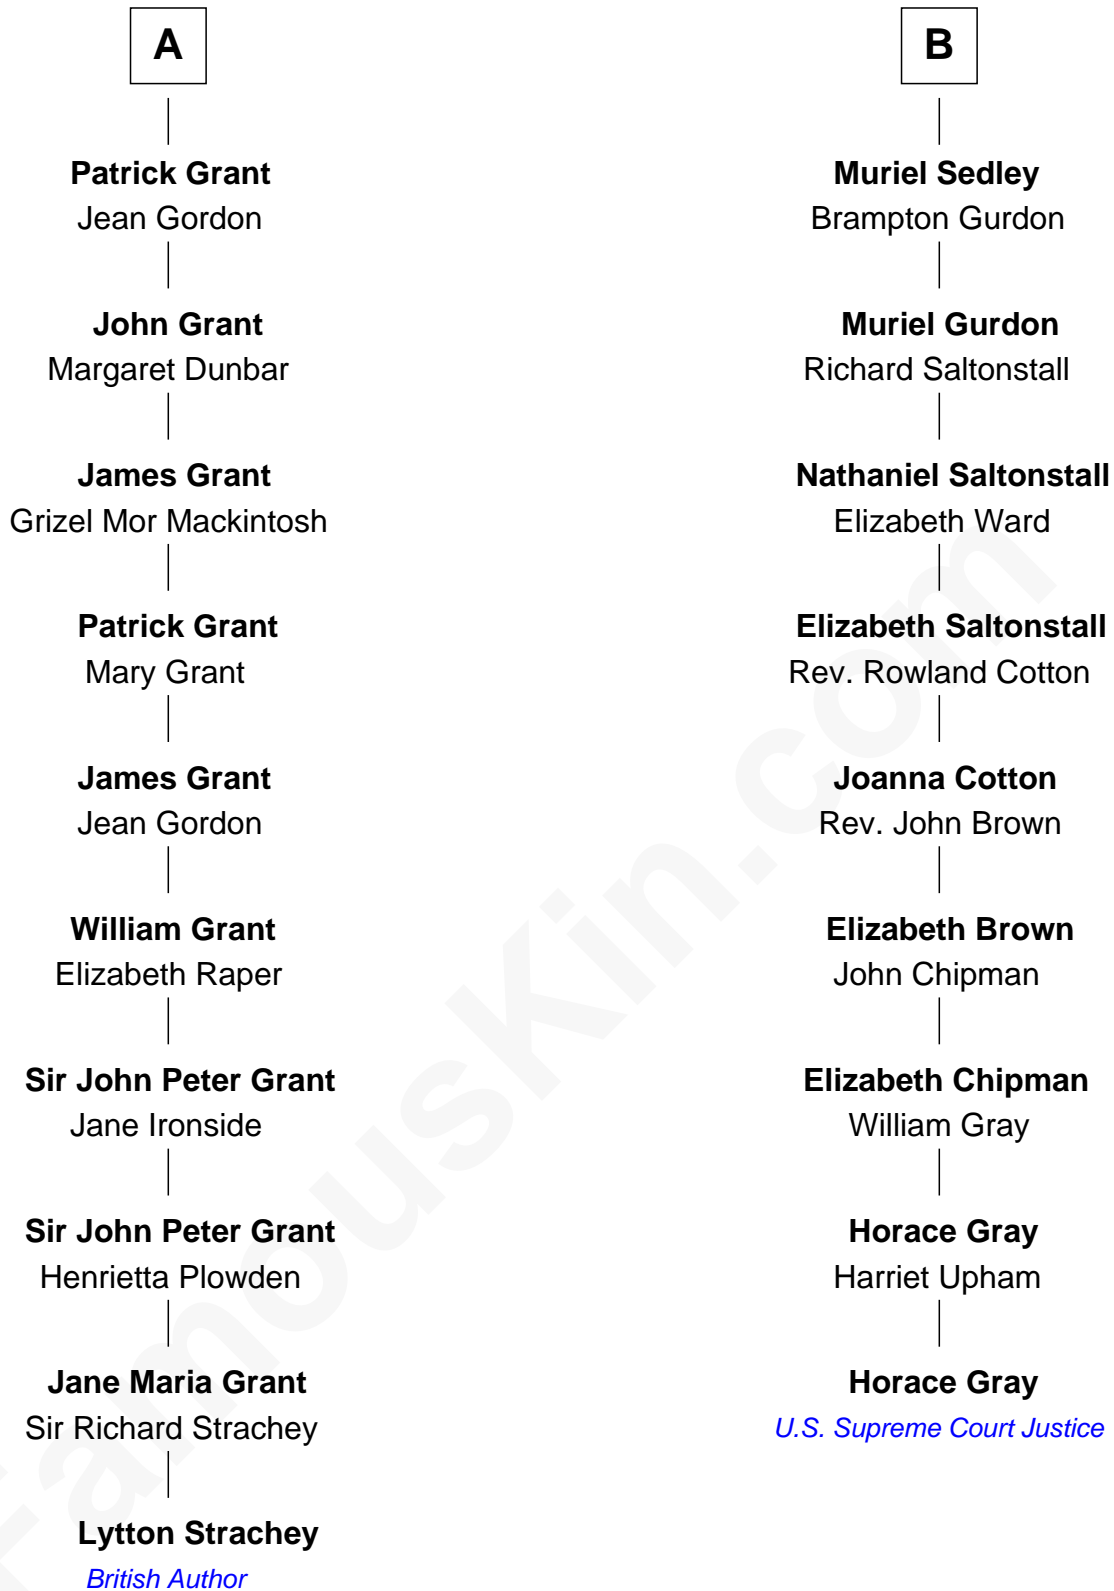 A
Patrick Grant
Jean Gordon
John Grant
Margaret Dunbar
James Grant
Grizel Mor Mackintosh
Patrick Grant
Mary Grant
James Grant
Jean Gordon
William Grant
Elizabeth Raper
Sir John Peter Grant
Jane Ironside
Sir John Peter Grant
Henrietta Plowden
Jane Maria Grant
Sir Richard Strachey
Lytton Strachey
British Author
B
Muriel Sedley
Brampton Gurdon
Muriel Gurdon
Richard Saltonstall
Nathaniel Saltonstall
Elizabeth Ward
Elizabeth Saltonstall
Rev. Rowland Cotton
Joanna Cotton
Rev. John Brown
Elizabeth Brown
John Chipman
Elizabeth Chipman
William Gray
Horace Gray
Harriet Upham
Horace Gray
U.S. Supreme Court Justice
FamousKin.com